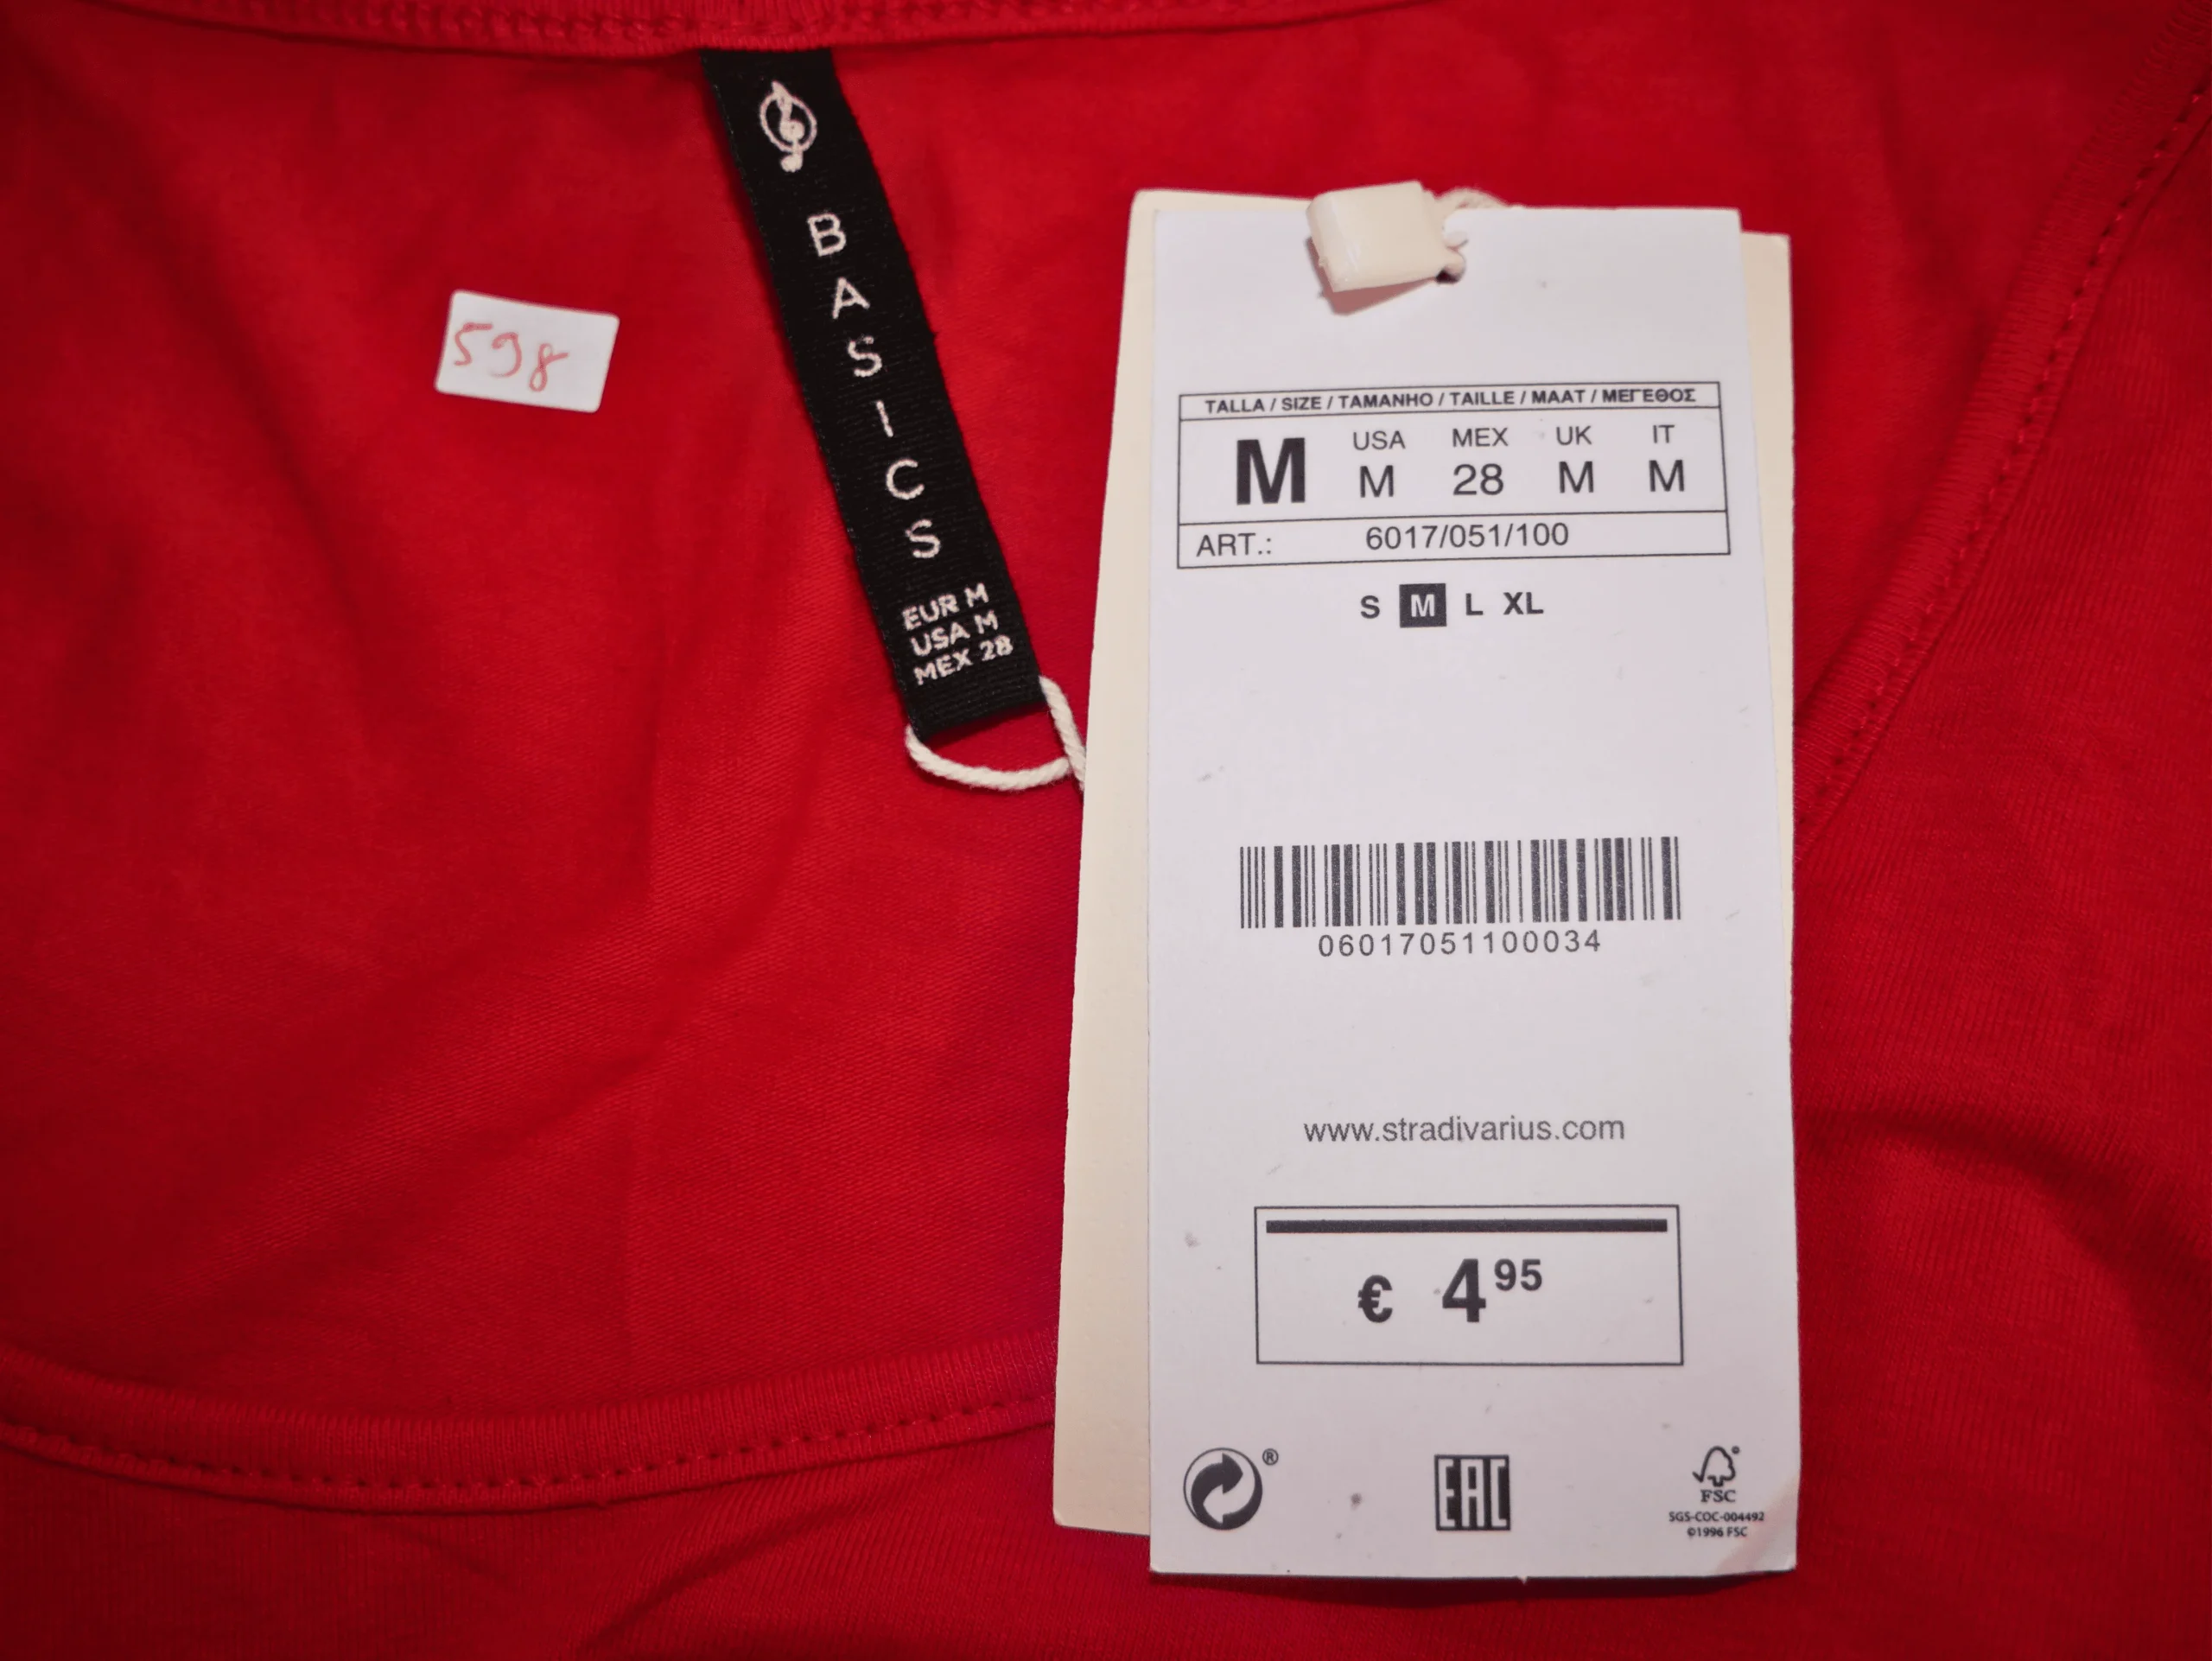 598
B
A
S
I
C
S
EUR M
USA M
MEX 28
TALLA / SIZE / TAMANHO / TAILLE / MAAT / ΜΕΓΕΘΟΣ
M USA MEX UK IT
M 28 M M
ART.: 6017/051/100
S M L XL
06017051100034
www.stradivarius.com
€ 4 95
®
EAC
FSC
SGS-COC-004492
©1996 FSC